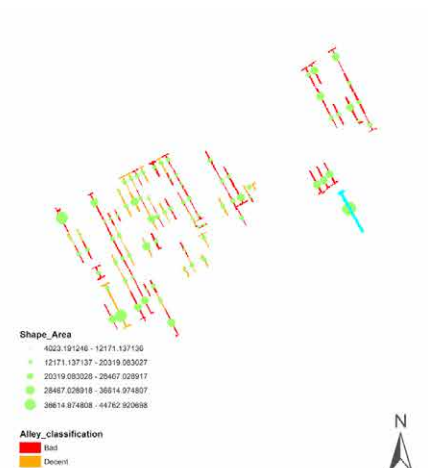 N
Shape_Area
4023.191246 - 12171.137136
12171.137137 - 20319.083027
20319.083028 - 28467.028917
28467.028918 - 36614.974807
36614.974808 - 44762.920698
Alley_classification
Bad
Decent